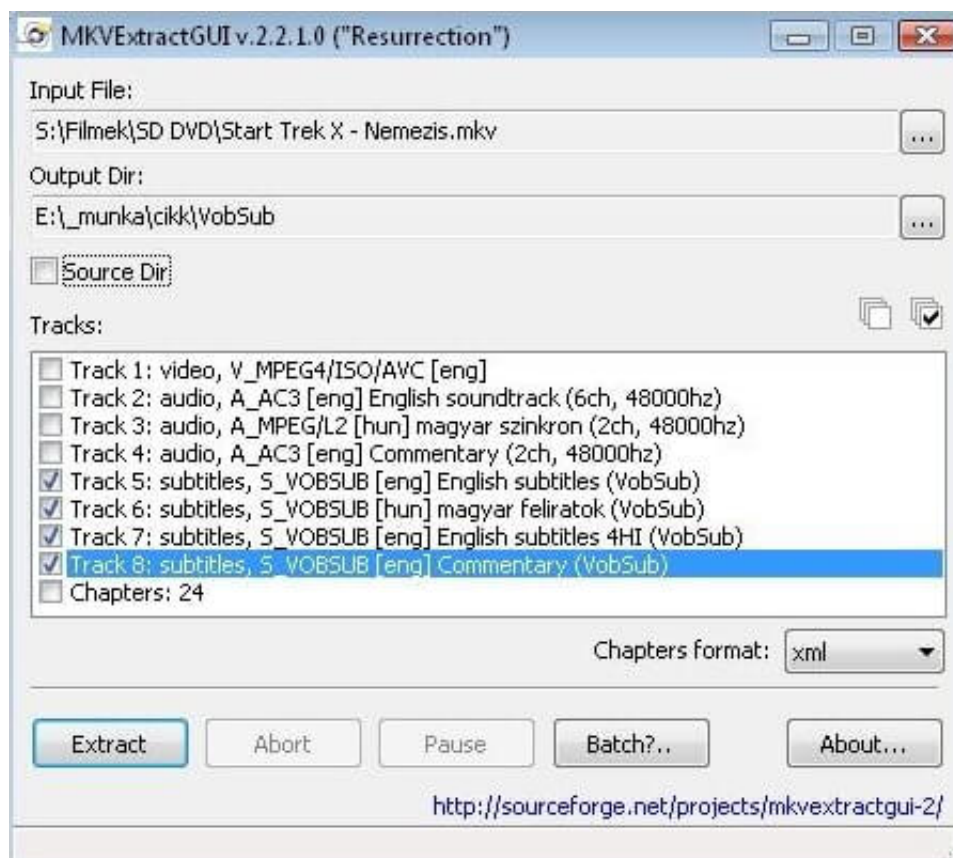 MKVExtractGUI v.2.2.1.0 ("Resurrection")
Input File:
S:\Filmek\SD DVD\Start Trek X - Nemezis.mkv
...
Output Dir:
E:\_munka\cikk\VobSub
...
Source Dir
Tracks:
Track 1: video, V_MPEG4/ISO/AVC [eng]
Track 2: audio, A_AC3 [eng] English soundtrack (6ch, 48000hz)
Track 3: audio, A_MPEG/L2 [hun] magyar szinkron (2ch, 48000hz)
Track 4: audio, A_AC3 [eng] Commentary (2ch, 48000hz)
Track 5: subtitles, S_VOBSUB [eng] English subtitles (VobSub)
Track 6: subtitles, S_VOBSUB [hun] magyar feliratok (VobSub)
Track 7: subtitles, S_VOBSUB [eng] English subtitles 4HI (VobSub)
Track 8: subtitles, S_VOBSUB [eng] Commentary (VobSub)
Chapters: 24
Chapters format: xml
Extract Abort Pause Batch?.. About...
http://sourceforge.net/projects/mkvextractgui-2/